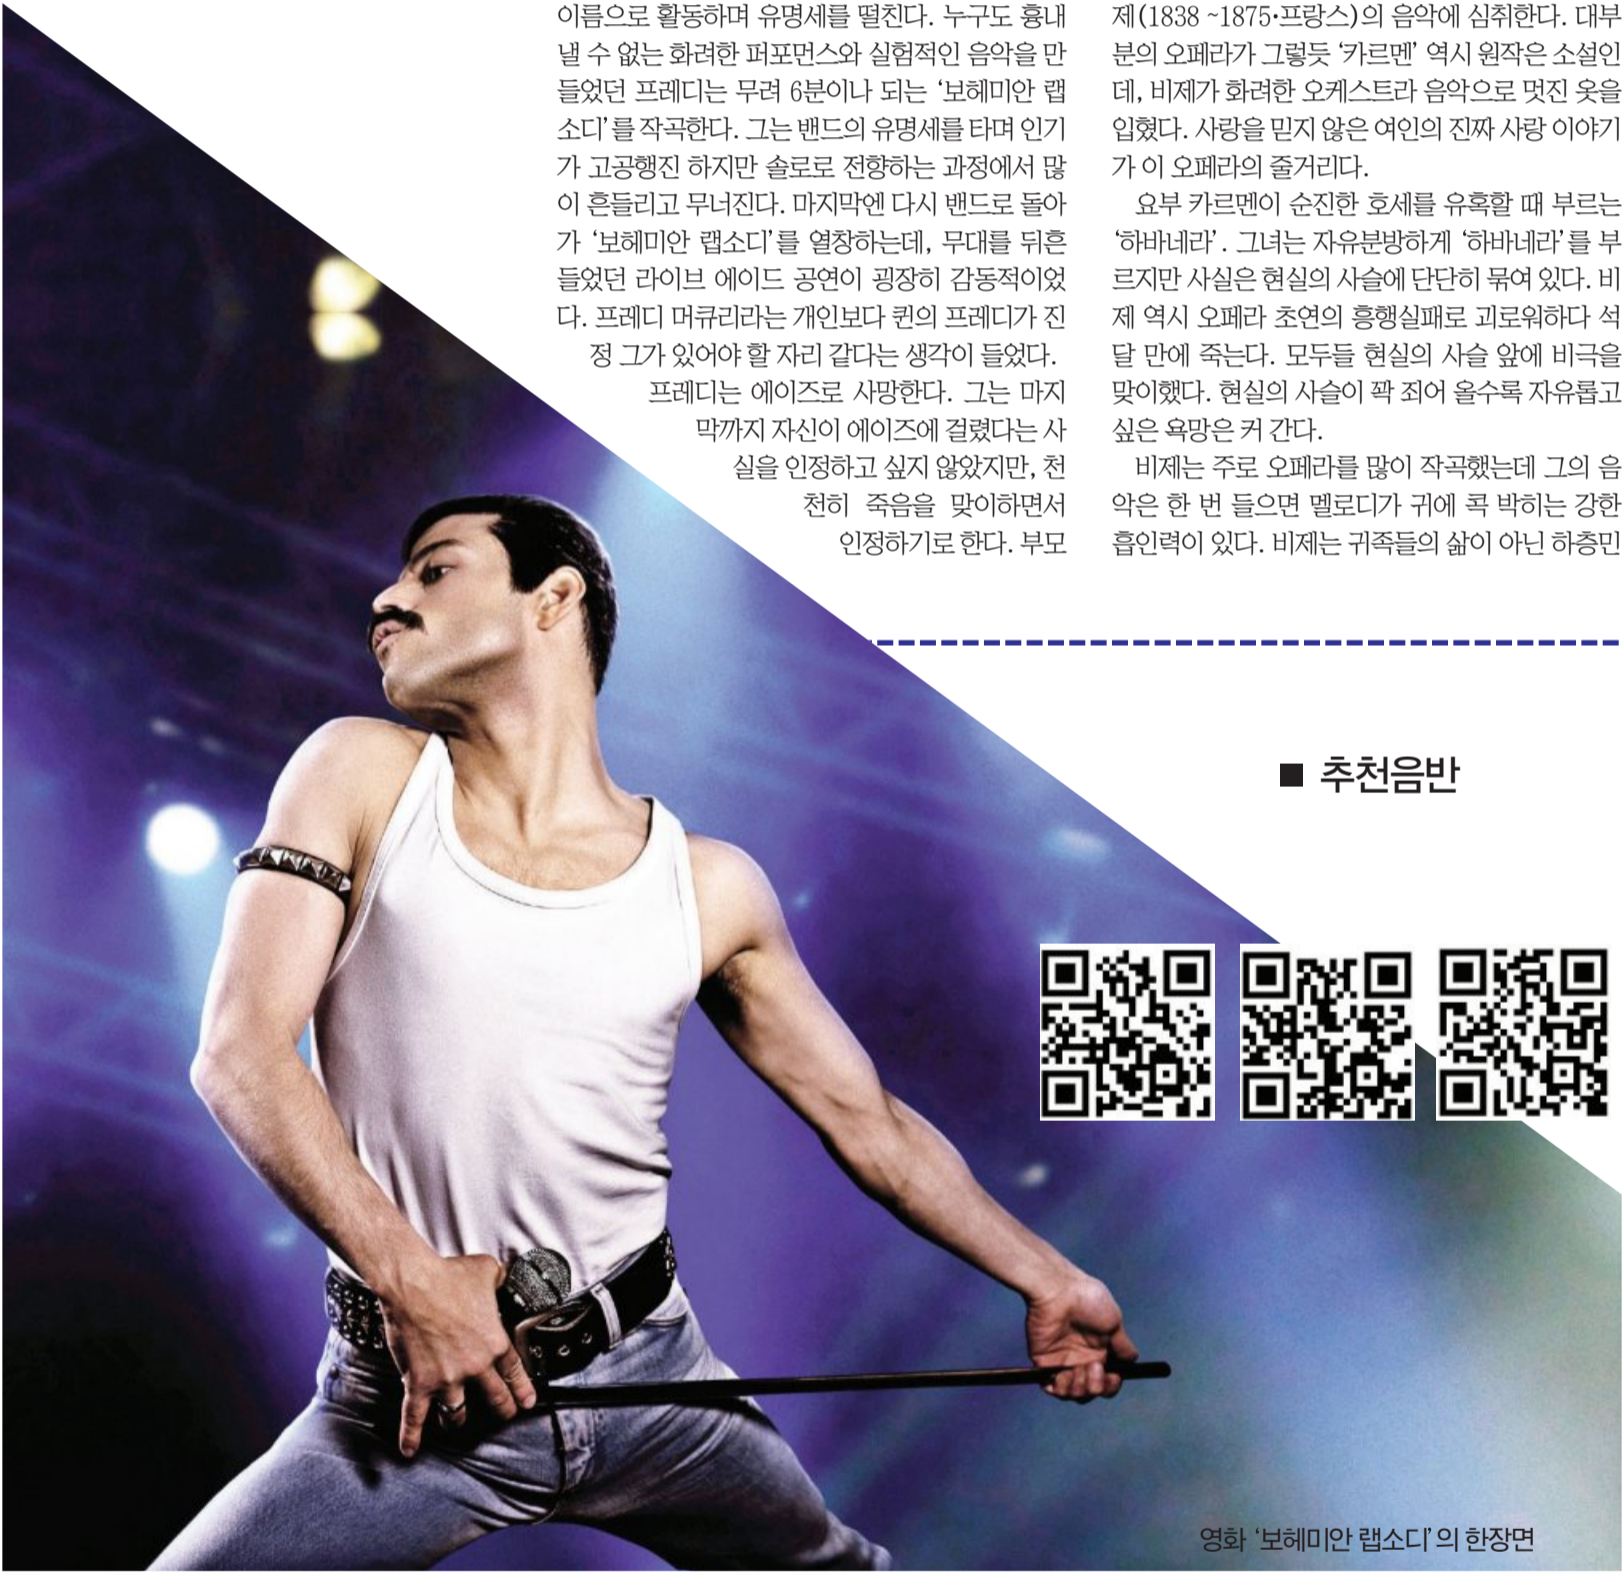 이름으로 활동하며 유명세를 떨친다. 누구도 흉내
낼 수 없는 화려한 퍼포먼스와 실험적인 음악을 만
들었던 프레디는 무려 6분이나 되는 ‘보헤미안 랩
소디’를 작곡한다. 그는 밴드의 유명세를 타며 인기
가 고공행진 하지만 솔로로 전향하는 과정에서 많
이 흔들리고 무너진다. 마지막엔 다시 밴드로 돌아
가 ‘보헤미안 랩소디’를 열창하는데, 무대를 뒤흔
들었던 라이브 에이드 공연이 굉장히 감동적이었
다. 프레디 머큐리라는 개인보다 퀸의 프레디가 진
정 그가 있어야 할 자리 같다는 생각이 들었다.
프레디는 에이즈로 사망한다. 그는 마지
막까지 자신이 에이즈에 걸렸다는 사
실을 인정하고 싶지 않았지만, 천
천히 죽음을 맞이하면서
인정하기로 한다. 부모
제(1838 ~1875·프랑스)의 음악에 심취한다. 대부
분의 오페라가 그렇듯 ‘카르멘’ 역시 원작은 소설인
데, 비제가 화려한 오케스트라 음악으로 멋진 옷을
입혔다. 사랑을 믿지 않은 여인의 진짜 사랑 이야기
가 이 오페라의 줄거리다.
요부 카르멘이 순진한 호세를 유혹할 때 부르는
‘하바네라’. 그녀는 자유분방하게 ‘하바네라’를 부
르지만 사실은 현실의 사슬에 단단히 묶여 있다. 비
제 역시 오페라 초연의 흥행실패로 괴로워하다 석
달 만에 죽는다. 모두들 현실의 사슬 앞에 비극을
맞이했다. 현실의 사슬이 꽉 죄어 올수록 자유롭고
싶은 욕망은 커 간다.
비제는 주로 오페라를 많이 작곡했는데 그의 음
악은 한 번 들으면 멜로디가 귀에 콕 박히는 강한
흡인력이 있다. 비제는 귀족들의 삶이 아닌 하층민
■ 추천음반
영화 ‘보헤미안 랩소디’의 한장면